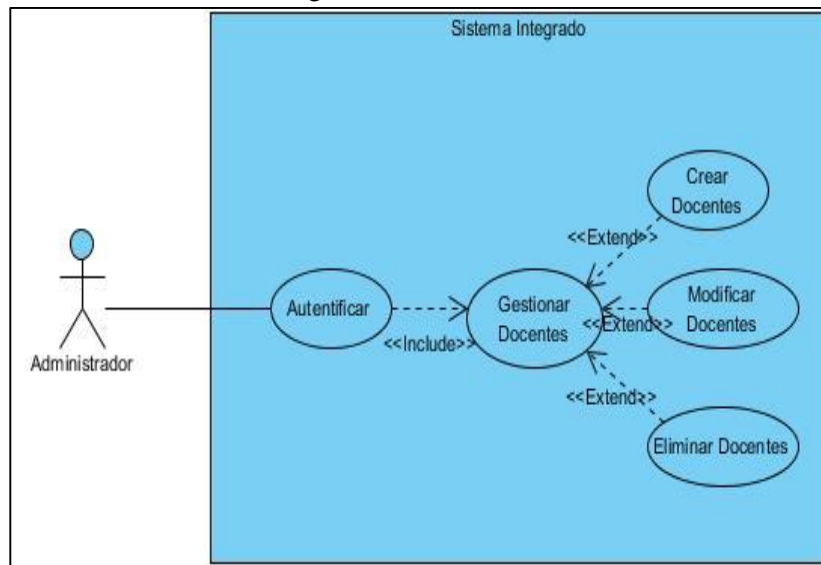 Sistema Integrado
Crear
Docentes
<<Extend>>
Autentificar
Gestionar
Docentes
Modificar
Docentes
<<Extend>>
<<Include>>
Administrador
<<Extend>>
Eliminar Docentes